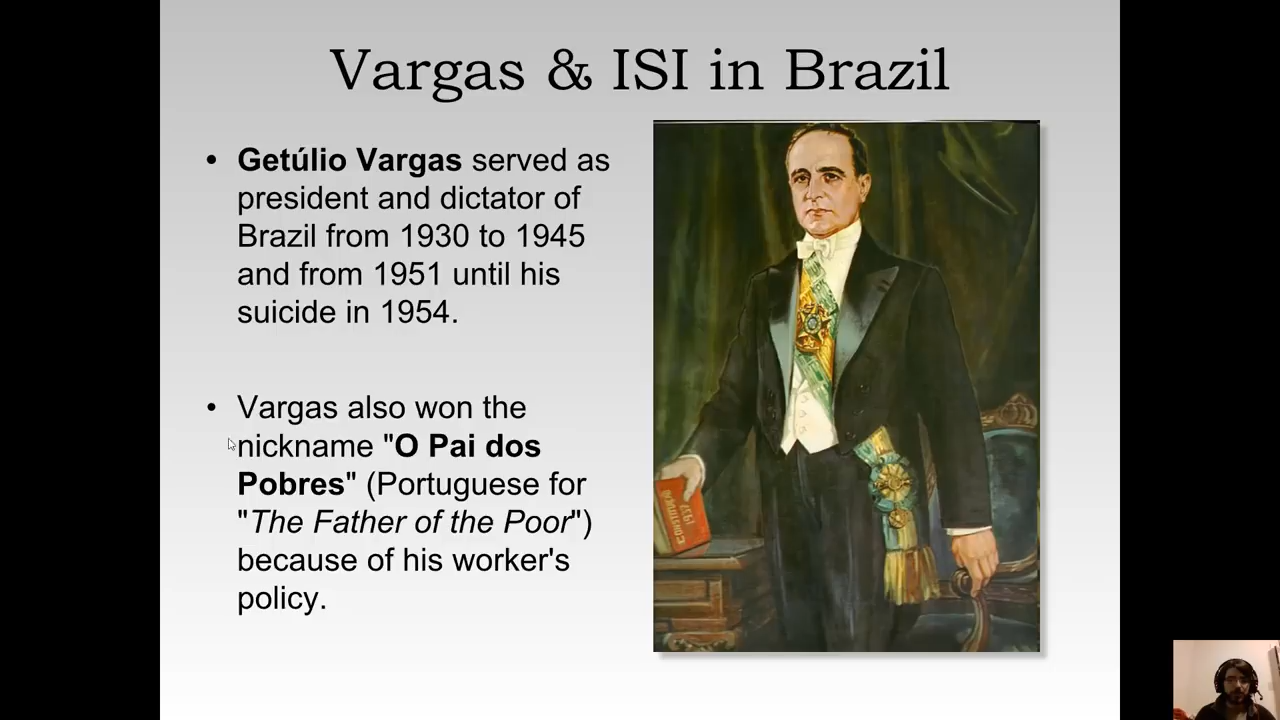 Vargas & ISI in Brazil
• Getúlio Vargas served as
president and dictator of
Brazil from 1930 to 1945
and from 1951 until his
suicide in 1954.
• Vargas also won the
nickname "O Pai dos
Pobres" (Portuguese for
"The Father of the Poor")
because of his worker's
policy.
1937